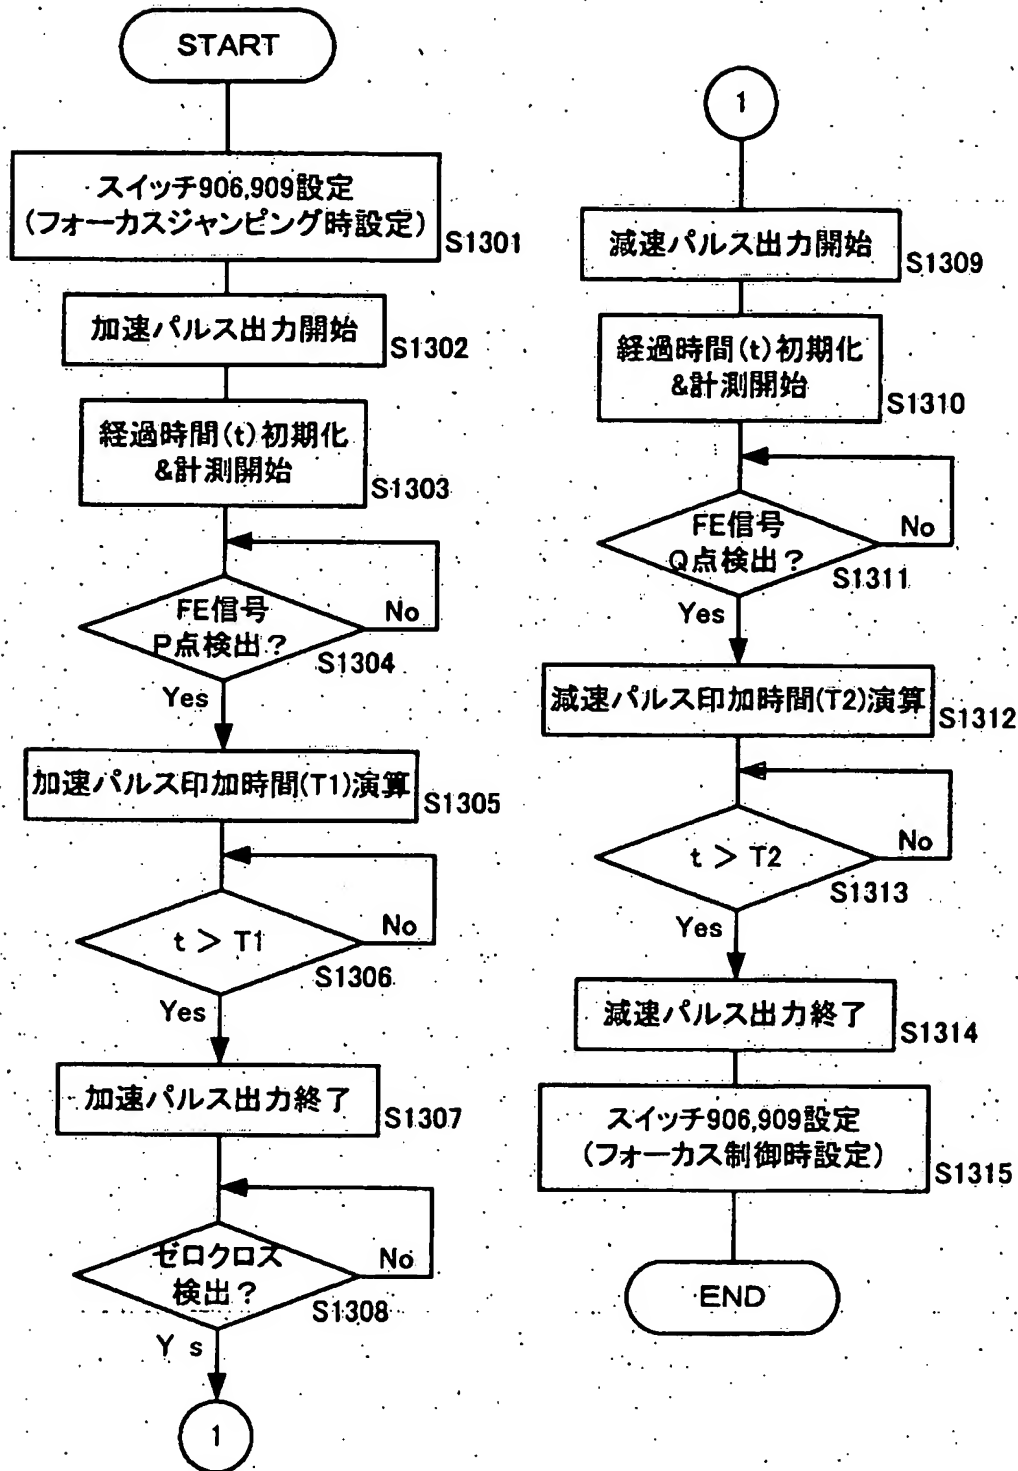 START
スイッチ906,909設定
(フォーカスジャンピング時設定)
S1301
加速パルス出力開始
S1302
経過時間(t)初期化
&計測開始
S1303
FE信号
P点検出?
No
S1304
Yes
加速パルス印加時間(T1)演算
S1305
t > T1
No
S1306
Yes
加速パルス出力終了
S1307
ゼロクロス
検出?
No
S1308
Y s
1
1
減速パルス出力開始
S1309
経過時間(t)初期化
&計測開始
S1310
FE信号
Q点検出?
No
S1311
Yes
減速パルス印加時間(T2)演算
S1312
t > T2
No
S1313
Yes
減速パルス出力終了
S1314
スイッチ906,909設定
(フォーカス制御時設定)
S1315
END